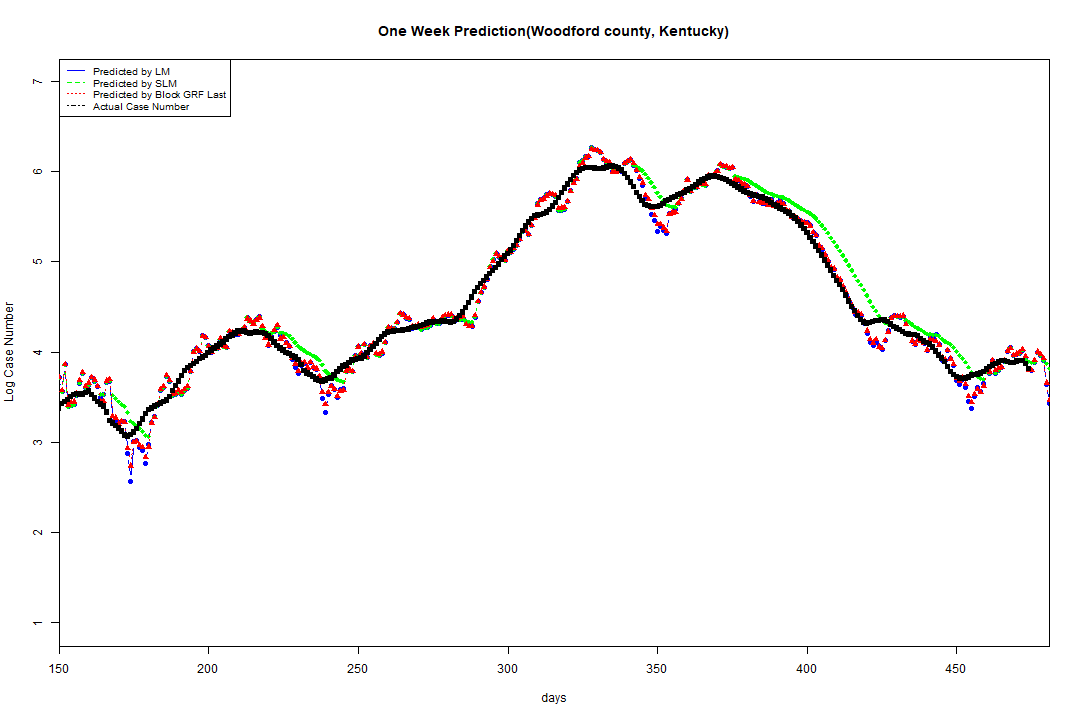 One Week Prediction(Woodford county, Kentucky)
Predicted by LM
Predicted by SLM
Predicted by Block GRF Last
Actual Case Number
7
6
5
4
3
2
1
Log Case Number
150 200 250 300 350 400 450
days